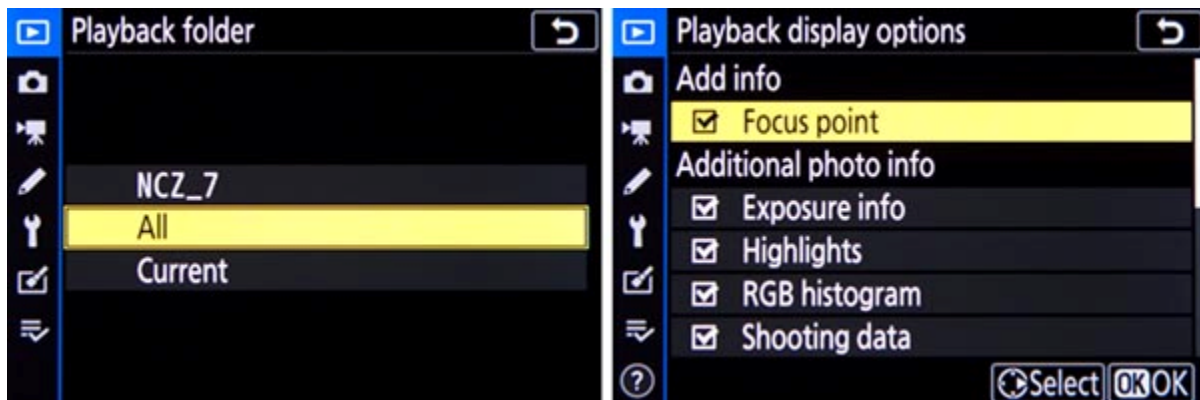 Playback folder
NCZ_7
All
Current
Playback display options
Add info
Focus point
Additional photo info
Exposure info
Highlights
RGB histogram
Shooting data
?
Select OK OK